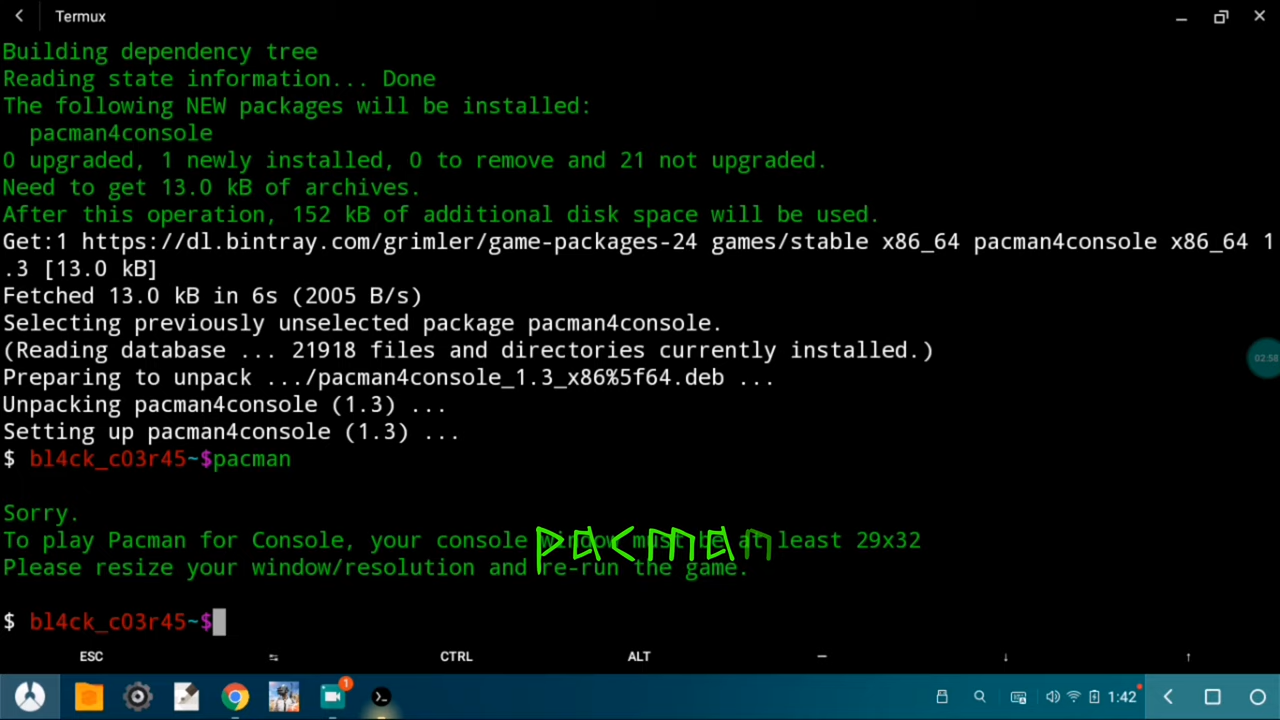 Termux
Building dependency tree
Reading state information... Done
The following NEW packages will be installed:
  pacman4console
0 upgraded, 1 newly installed, 0 to remove and 21 not upgraded.
Need to get 13.0 kB of archives.
After this operation, 152 kB of additional disk space will be used.
Get:1 https://dl.bintray.com/grimler/game-packages-24 games/stable x86_64 pacman4console x86_64 1
.3 [13.0 kB]
Fetched 13.0 kB in 6s (2005 B/s)
Selecting previously unselected package pacman4console.
(Reading database ... 21918 files and directories currently installed.)
Preparing to unpack .../pacman4console_1.3_x86%5f64.deb ...
Unpacking pacman4console (1.3) ...
Setting up pacman4console (1.3) ...
$ bl4ck_c03r45~$pacman
Sorry.
To play Pacman for Console, your console window must be at least 29x32
pacman
Please resize your window/resolution and re-run the game.
$ bl4ck_c03r45~$
ESC CTRL ALT
1:42
02:58
1